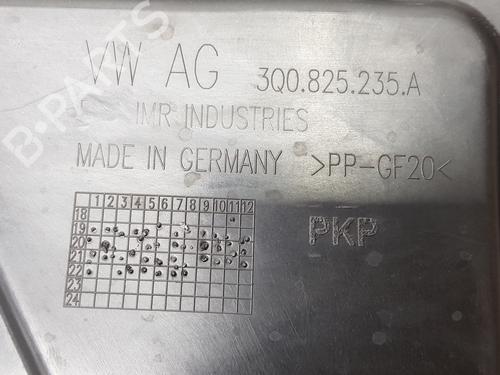 VW AG 3Q0.825.235.A
IMR INDUSTRIES
MADE IN GERMANY >PP-GF20<
1 2 3 4 5 6 7 8 9 10 11 12
18
19
20
21
22
23
24
PKP
B-PARTS